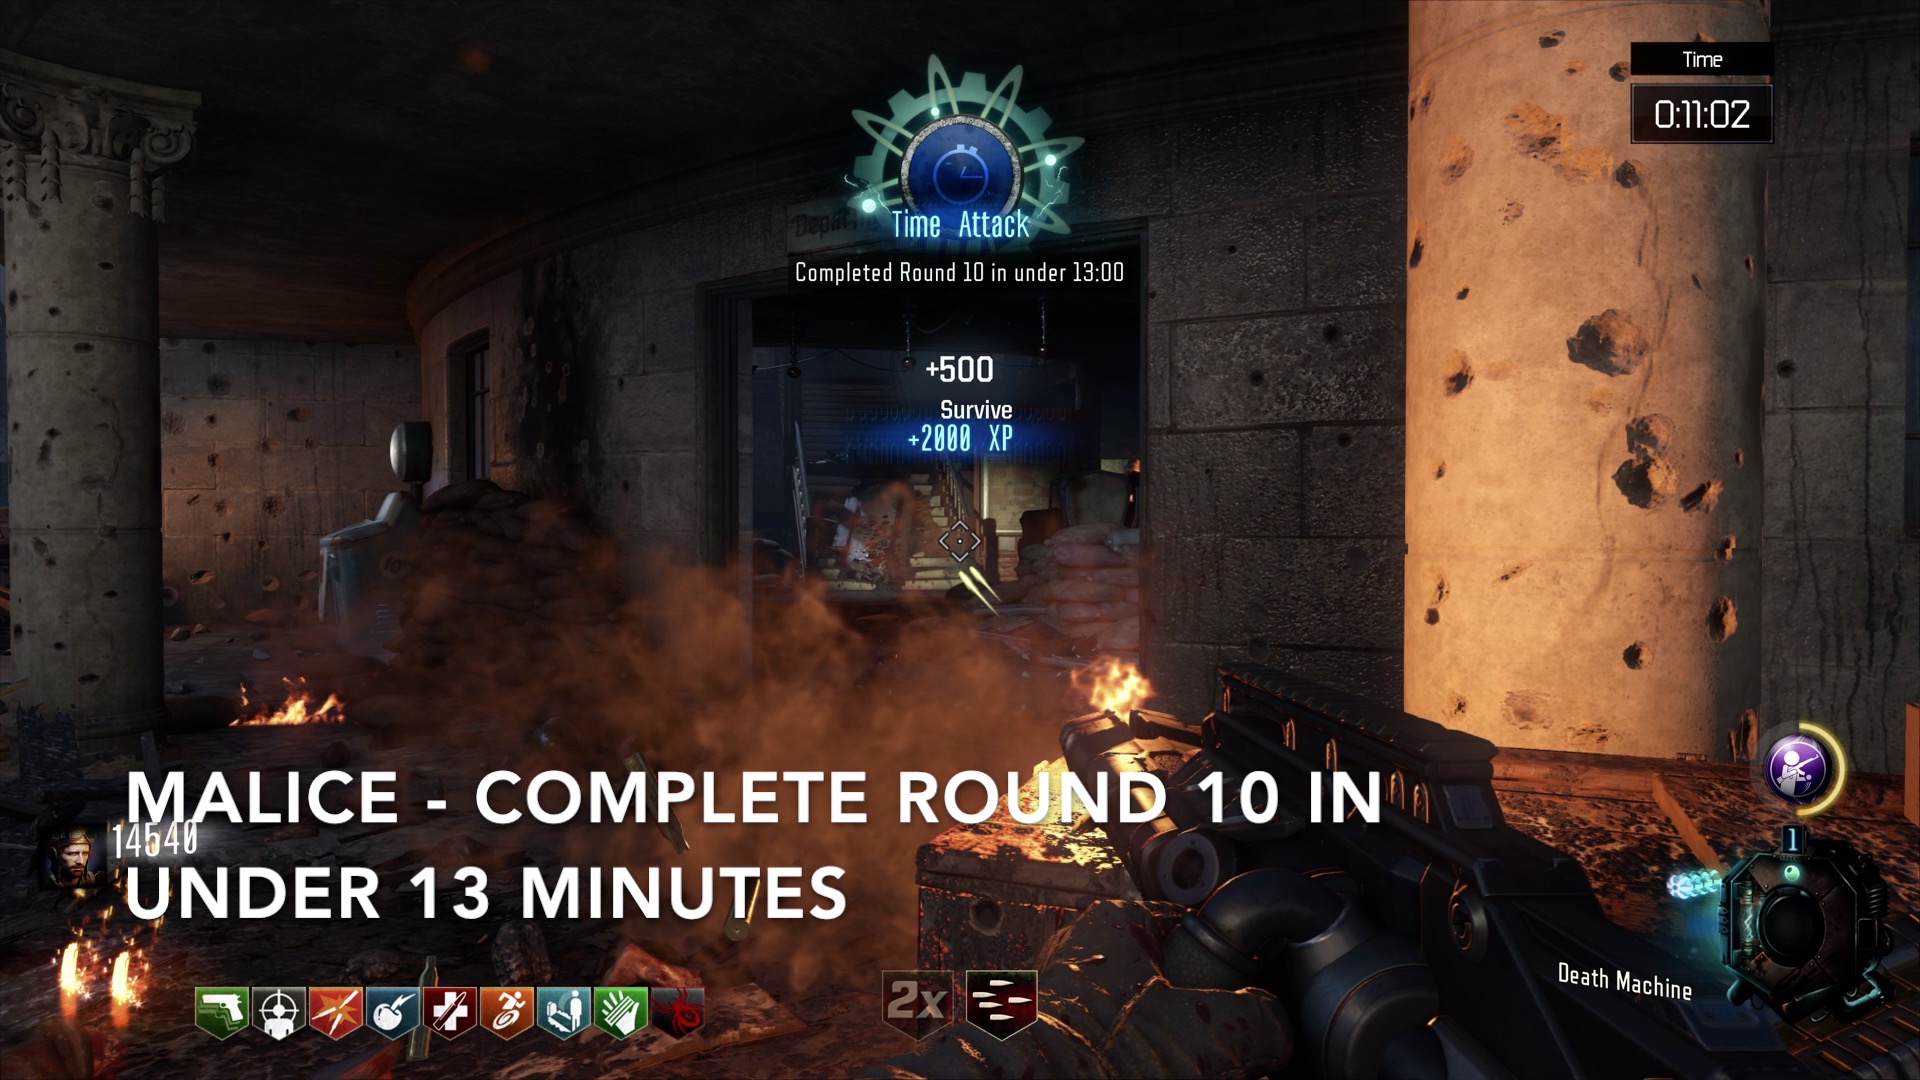 Time
0:11:02
Time Attack
Completed Round 10 in under 13:00
+500
Survive
+2000 XP
MALICE - COMPLETE ROUND 10 IN
14540
UNDER 13 MINUTES
1
Death Machine
2x